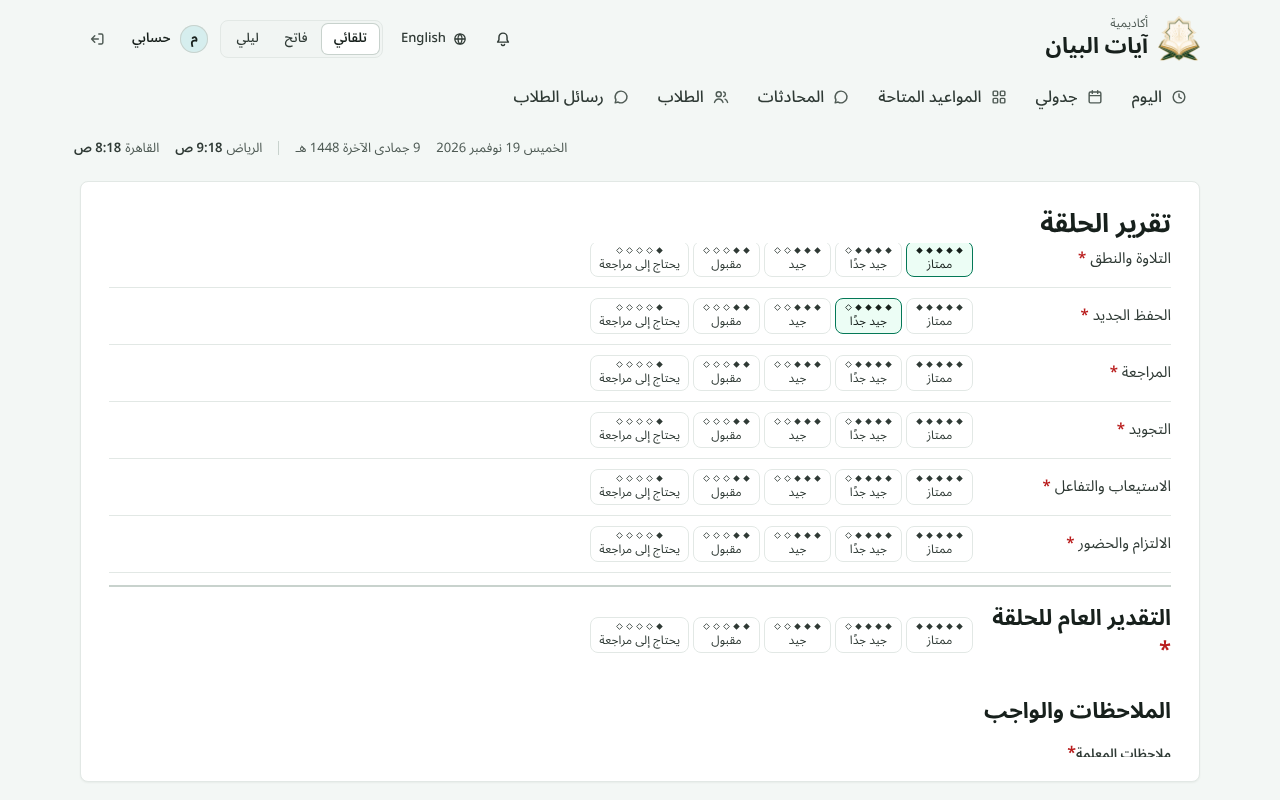 أكاديمية
آيات البيان
English
تلقائي
فاتح
ليلي
م
حسابي
اليوم
جدولي
المواعيد المتاحة
المحادثات
الطلاب
رسائل الطلاب
الخميس 19 نوفمبر 2026
9 جمادى الآخرة 1448 هـ
الرياض 9:18 ص
القاهرة 8:18 ص
تقرير الحلقة
التلاوة والنطق *
ممتاز
جيد جدًا
جيد
مقبول
يحتاج إلى مراجعة
الحفظ الجديد *
ممتاز
جيد جدًا
جيد
مقبول
يحتاج إلى مراجعة
المراجعة *
ممتاز
جيد جدًا
جيد
مقبول
يحتاج إلى مراجعة
التجويد *
ممتاز
جيد جدًا
جيد
مقبول
يحتاج إلى مراجعة
الاستيعاب والتفاعل *
ممتاز
جيد جدًا
جيد
مقبول
يحتاج إلى مراجعة
الالتزام والحضور *
ممتاز
جيد جدًا
جيد
مقبول
يحتاج إلى مراجعة
التقدير العام للحلقة
*
ممتاز
جيد جدًا
جيد
مقبول
يحتاج إلى مراجعة
الملاحظات والواجب
ملاحظات المعلمة*